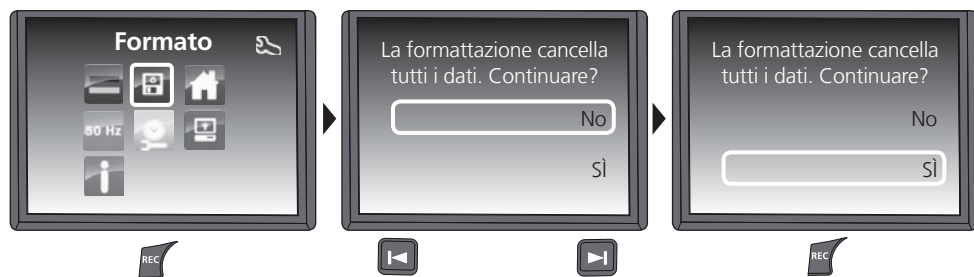 Formato
80 Hz
i
REC
La formattazione cancella
tutti i dati. Continuare?
No
SÌ
La formattazione cancella
tutti i dati. Continuare?
No
SÌ
REC